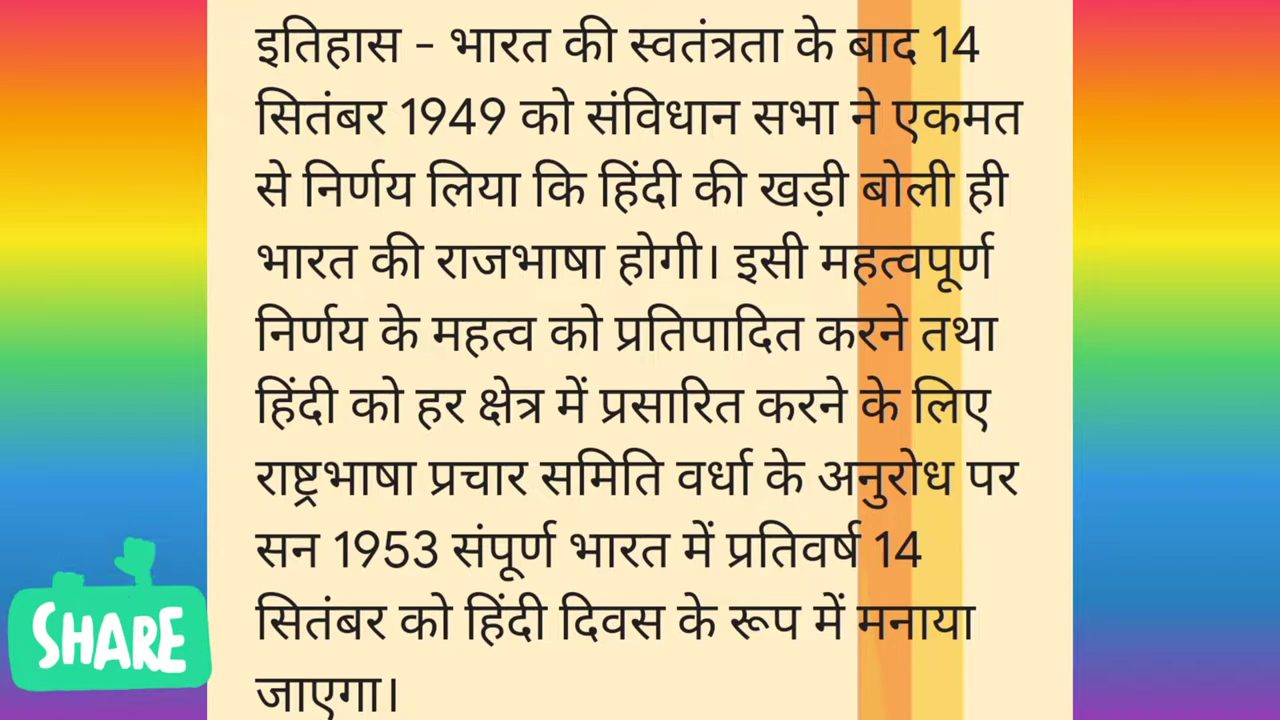 इतिहास - भारत की स्वतंत्रता के बाद 14
सितंबर 1949 को संविधान सभा ने एकमत
से निर्णय लिया कि हिंदी की खड़ी बोली ही
भारत की राजभाषा होगी। इसी महत्वपूर्ण
निर्णय के महत्व को प्रतिपादित करने तथा
हिंदी को हर क्षेत्र में प्रसारित करने के लिए
राष्ट्रभाषा प्रचार समिति वर्धा के अनुरोध पर
सन 1953 संपूर्ण भारत में प्रतिवर्ष 14
सितंबर को हिंदी दिवस के रूप में मनाया
जाएगा।
SHARE